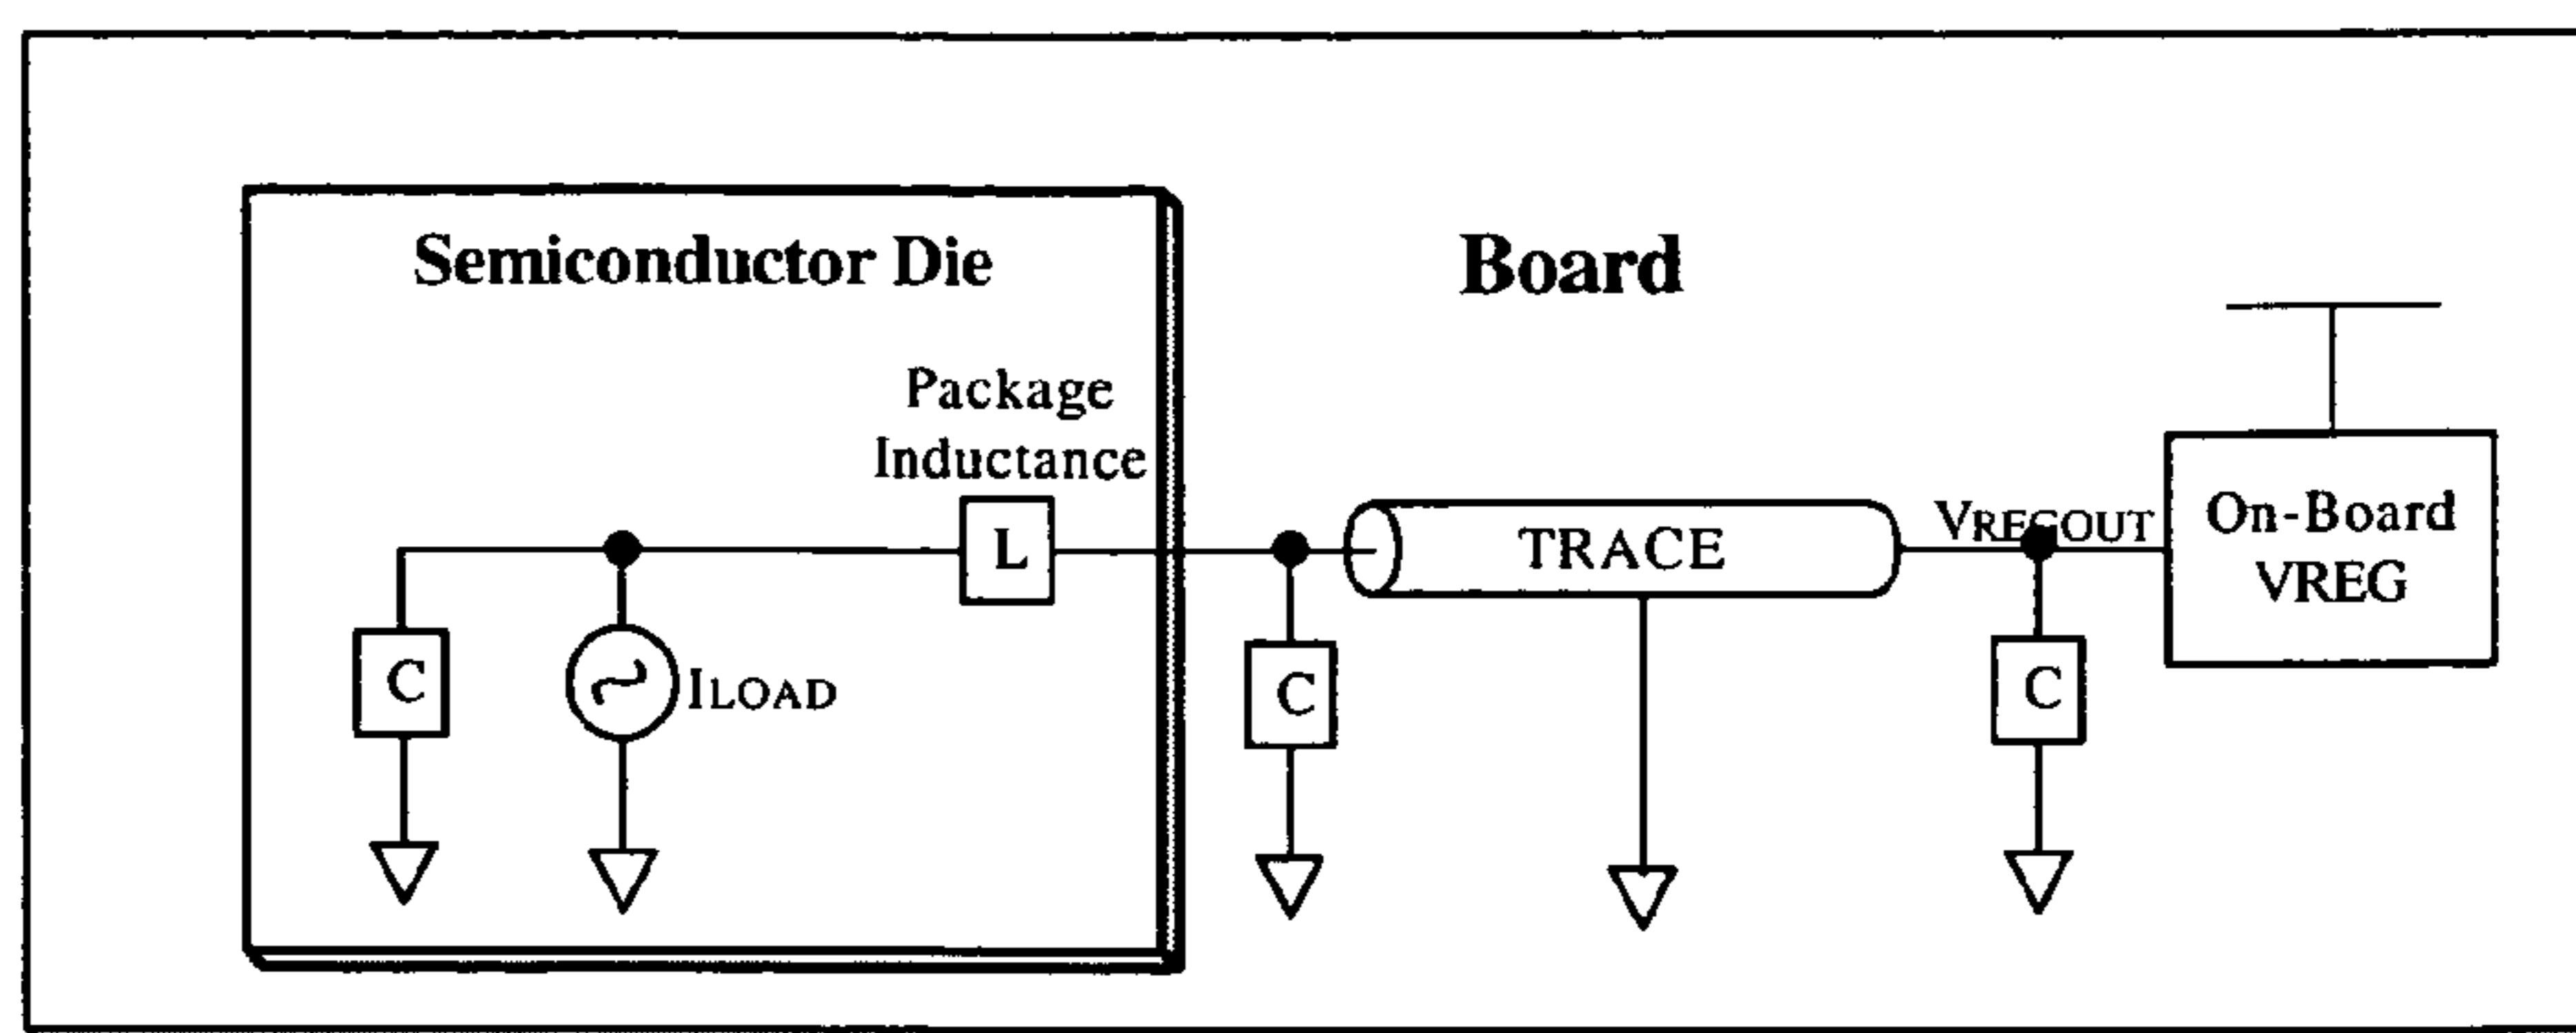 Semiconductor Die
Board
Package
Inductance
L
TRACE
VREGOUT
On-Board
VREG
C
ILOAD
C
C